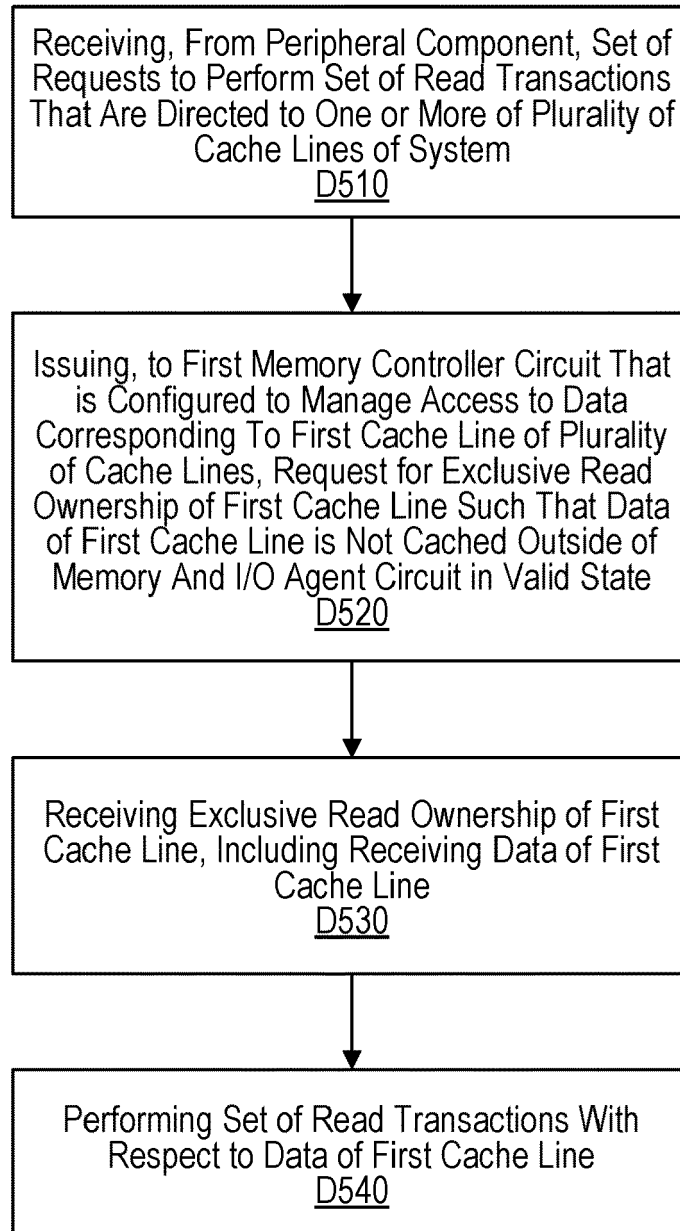 Receiving, From Peripheral Component, Set of
Requests to Perform Set of Read Transactions
That Are Directed to One or More of Plurality of
Cache Lines of System
D510
Issuing, to First Memory Controller Circuit That
is Configured to Manage Access to Data
Corresponding To First Cache Line of Plurality
of Cache Lines, Request for Exclusive Read
Ownership of First Cache Line Such That Data
of First Cache Line is Not Cached Outside of
Memory And I/O Agent Circuit in Valid State
D520
Receiving Exclusive Read Ownership of First
Cache Line, Including Receiving Data of First
Cache Line
D530
Performing Set of Read Transactions With
Respect to Data of First Cache Line
D540